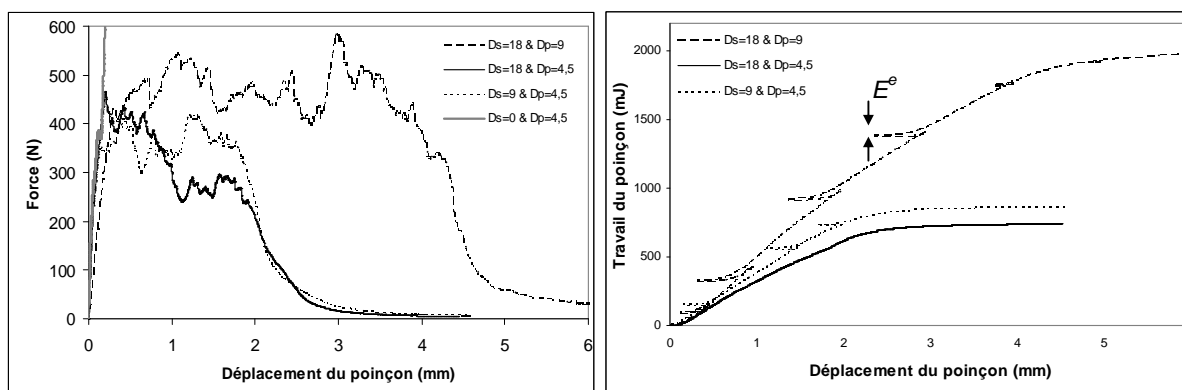 600
500
400
300
200
100
0
Force (N)
0 1 2 3 4 5 6
Déplacement du poinçon (mm)
Ds=18 & Dp=9
Ds=18 & Dp=4,5
Ds=9 & Dp=4,5
Ds=0 & Dp=4,5
2000
1500
1000
500
0
Travail du poinçon (mJ)
0 1 2 3 4 5
Déplacement du poinçon (mm)
Ds=18 & Dp=9
Ds=18 & Dp=4,5
Ds=9 & Dp=4,5
E^e